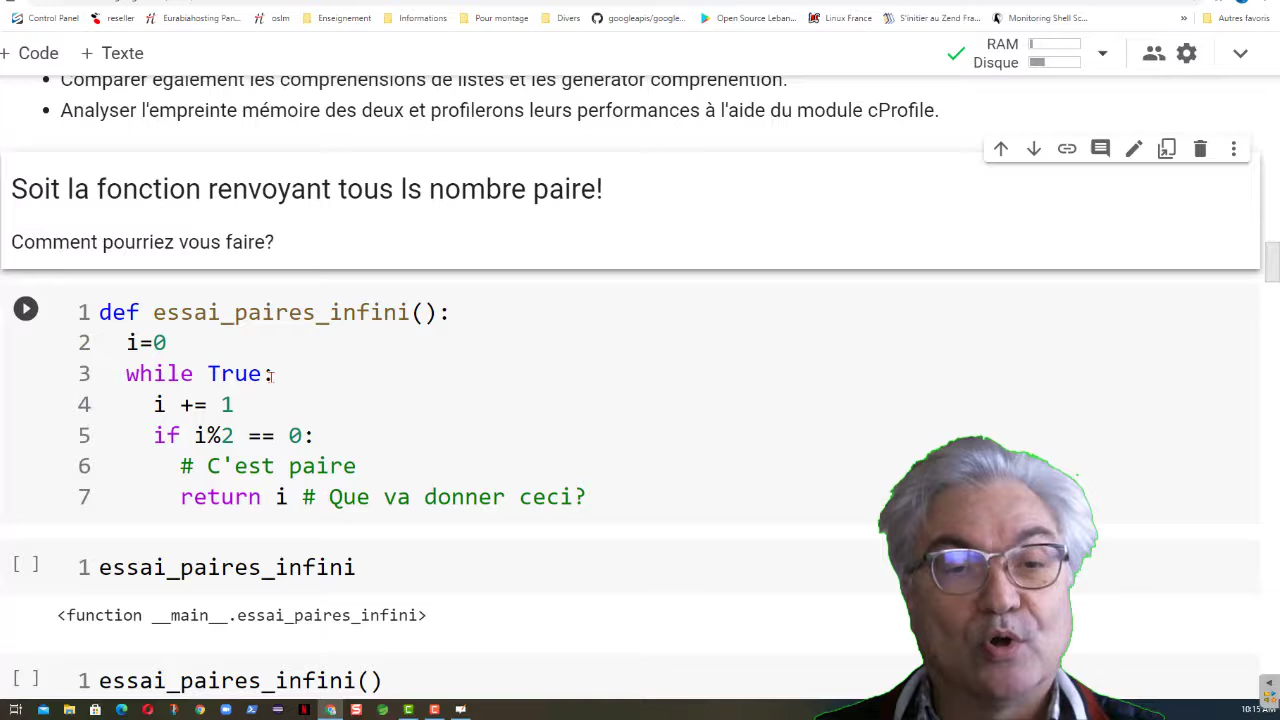 Control Panel reseller Eurabiahosting Pan... oslm Enseignement Informations Pour montage Divers googleapis/google... Open Source Leban... Linux France S'initier au Zend Fra... Monitoring Shell Sc... » Autres favoris
+ Code + Texte RAM
Disque
Comparer également les compréhensions de listes et les generator comprehention.
Analyser l'empreinte mémoire des deux et profilerons leurs performances à l'aide du module cProfile.
Soit la fonction renvoyant tous ls nombre paire!
Comment pourriez vous faire?
1 def essai_paires_infini():
2 i=0
3 while True:
4 i += 1
5 if i%2 == 0:
6 # C'est paire
7 return i # Que va donner ceci?
[ ] 1 essai_paires_infini
<function __main__.essai_paires_infini>
[ ] 1 essai_paires_infini()
10:15 AM